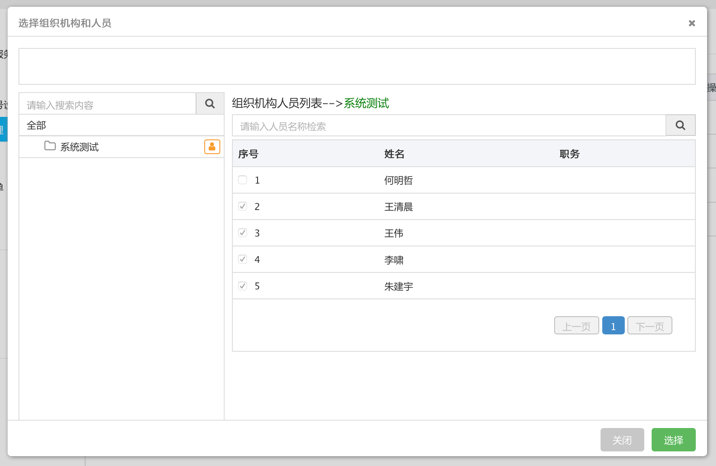 选择组织机构和人员
×
请输入搜索内容
组织机构人员列表-->系统测试
全部
请输入人员名称检索
系统测试
序号 姓名 职务
1 何明哲
2 王清晨
3 王伟
4 李啸
5 朱建宇
上一页 1 下一页
关闭 选择
操